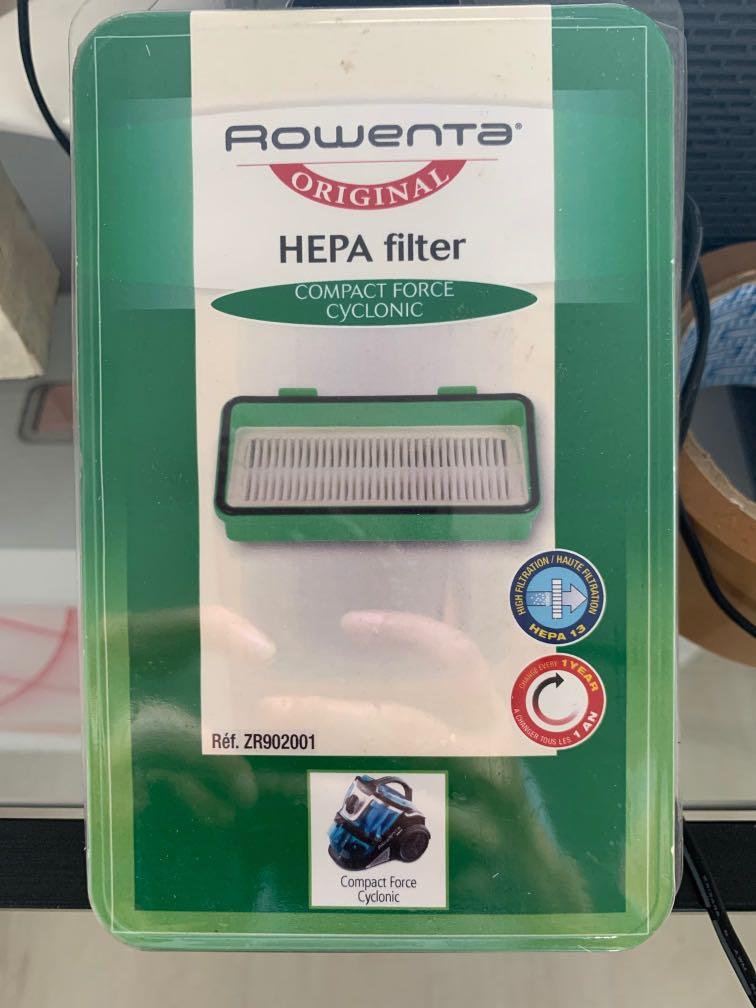 Rowenta®
ORIGINAL
HEPA filter
COMPACT FORCE
CYCLONIC
HIGH FILTRATION / HAUTE FILTRATION
HEPA 13
CHANGE EVERY 1 YEAR
A CHANGER TOUS LES 1 AN
Réf. ZR902001
Compact Force
Cyclonic